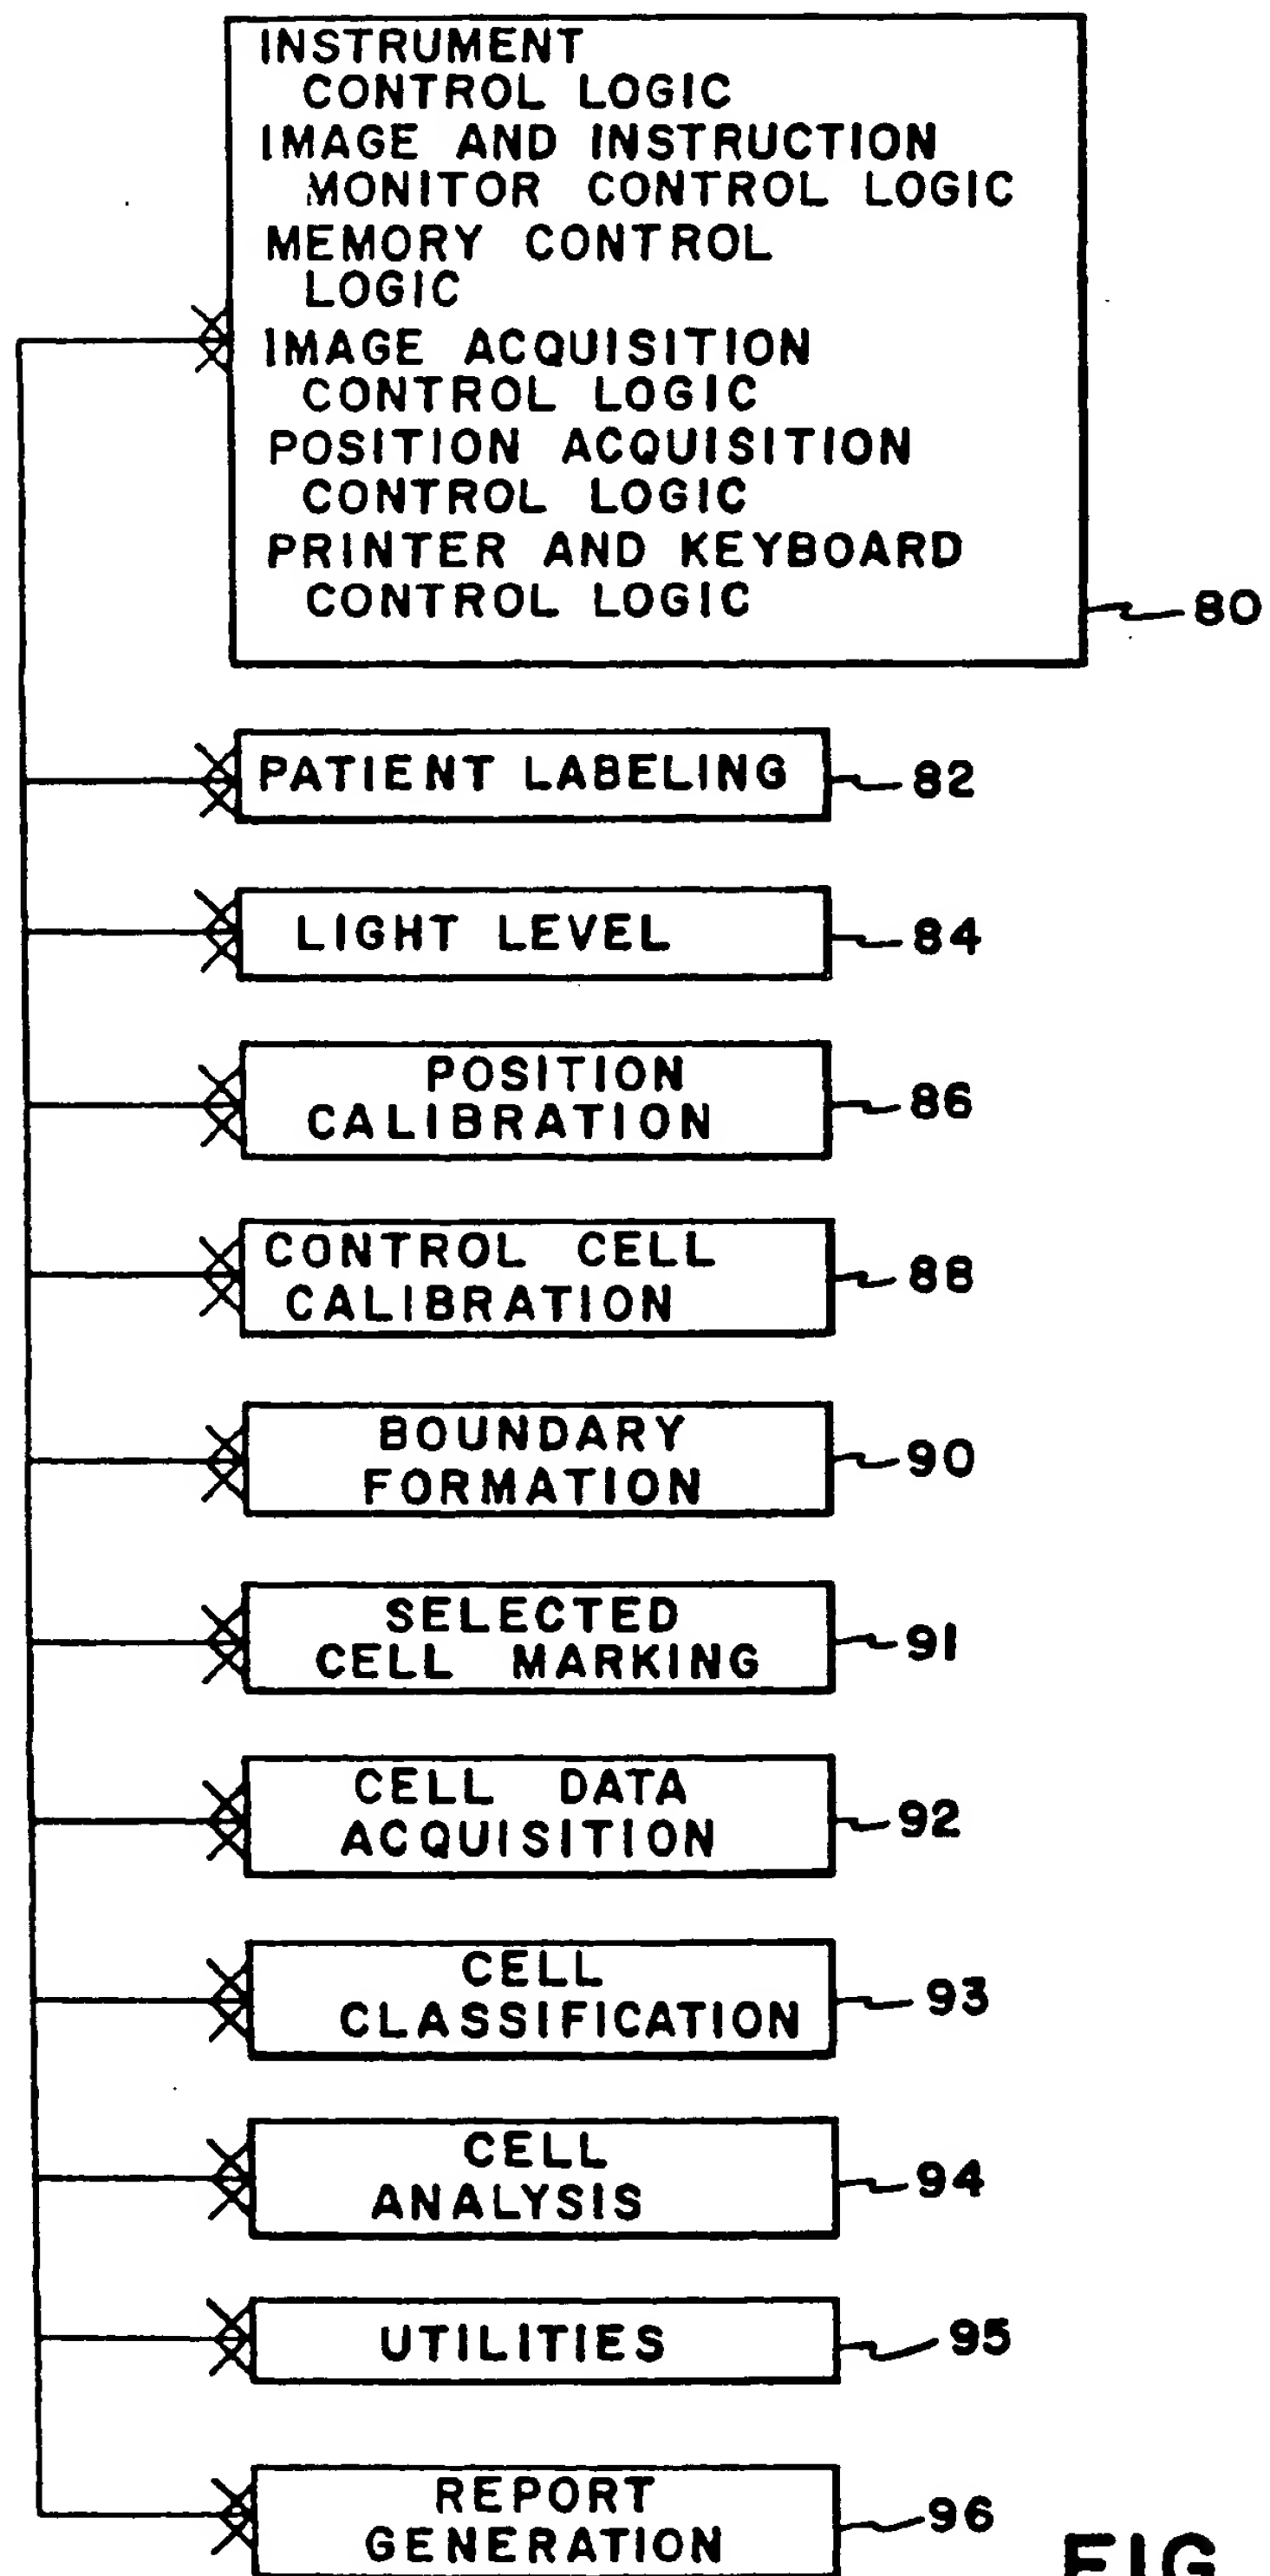 INSTRUMENT
CONTROL LOGIC
IMAGE AND INSTRUCTION
MONITOR CONTROL LOGIC
MEMORY CONTROL
LOGIC
IMAGE ACQUISITION
CONTROL LOGIC
POSITION ACQUISITION
CONTROL LOGIC
PRINTER AND KEYBOARD
CONTROL LOGIC
80
PATIENT LABELING
82
LIGHT LEVEL
84
POSITION
CALIBRATION
86
CONTROL CELL
CALIBRATION
88
BOUNDARY
FORMATION
90
SELECTED
CELL MARKING
91
CELL DATA
ACQUISITION
92
CELL
CLASSIFICATION
93
CELL
ANALYSIS
94
UTILITIES
95
REPORT
GENERATION
96
FIG